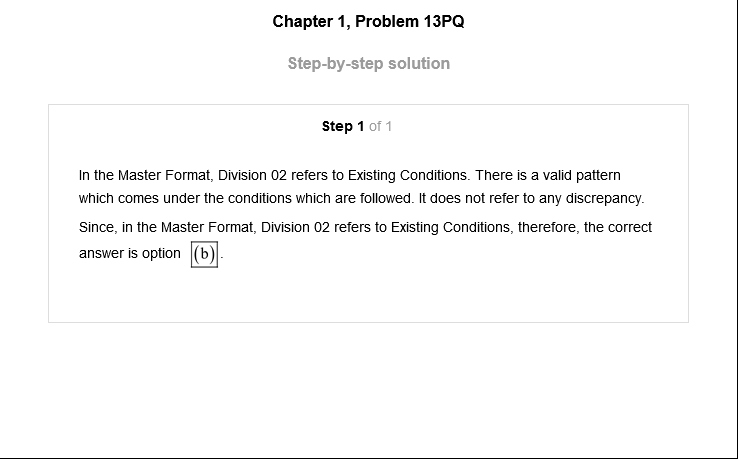 Chapter 1, Problem 13PQ
Step-by-step solution
Step 1 of 1
In the Master Format, Division 02 refers to Existing Conditions. There is a valid pattern
which comes under the conditions which are followed. It does not refer to any discrepancy.
Since, in the Master Format, Division 02 refers to Existing Conditions, therefore, the correct
answer is option (b).